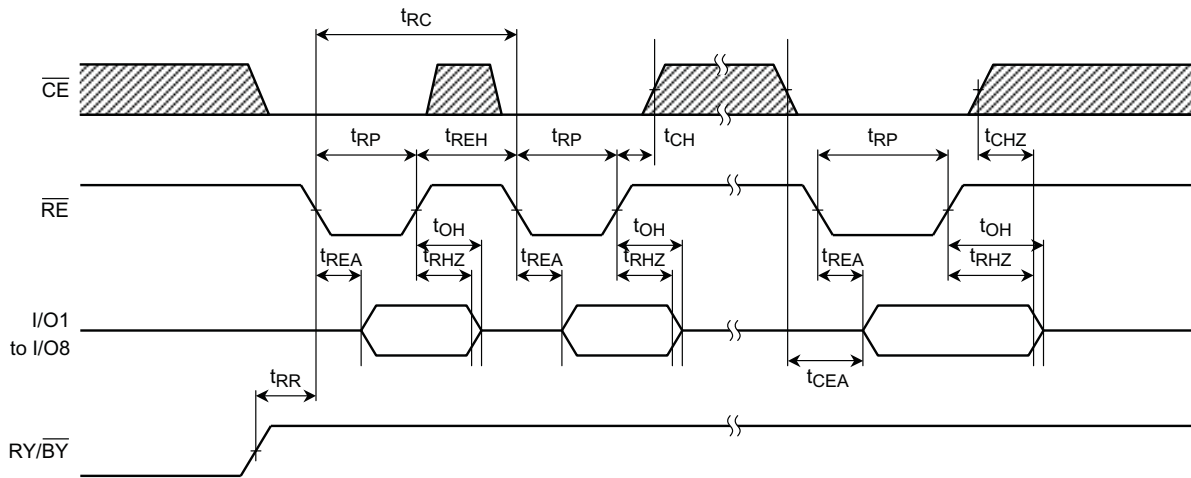 tRC
CE
tRP tREH tRP tCH tRP tCHZ
RE
tOH tOH tOH
tREA tRHZ tREA tRHZ tREA tRHZ
I/O1
to I/O8
tCEA
tRR
RY/BY